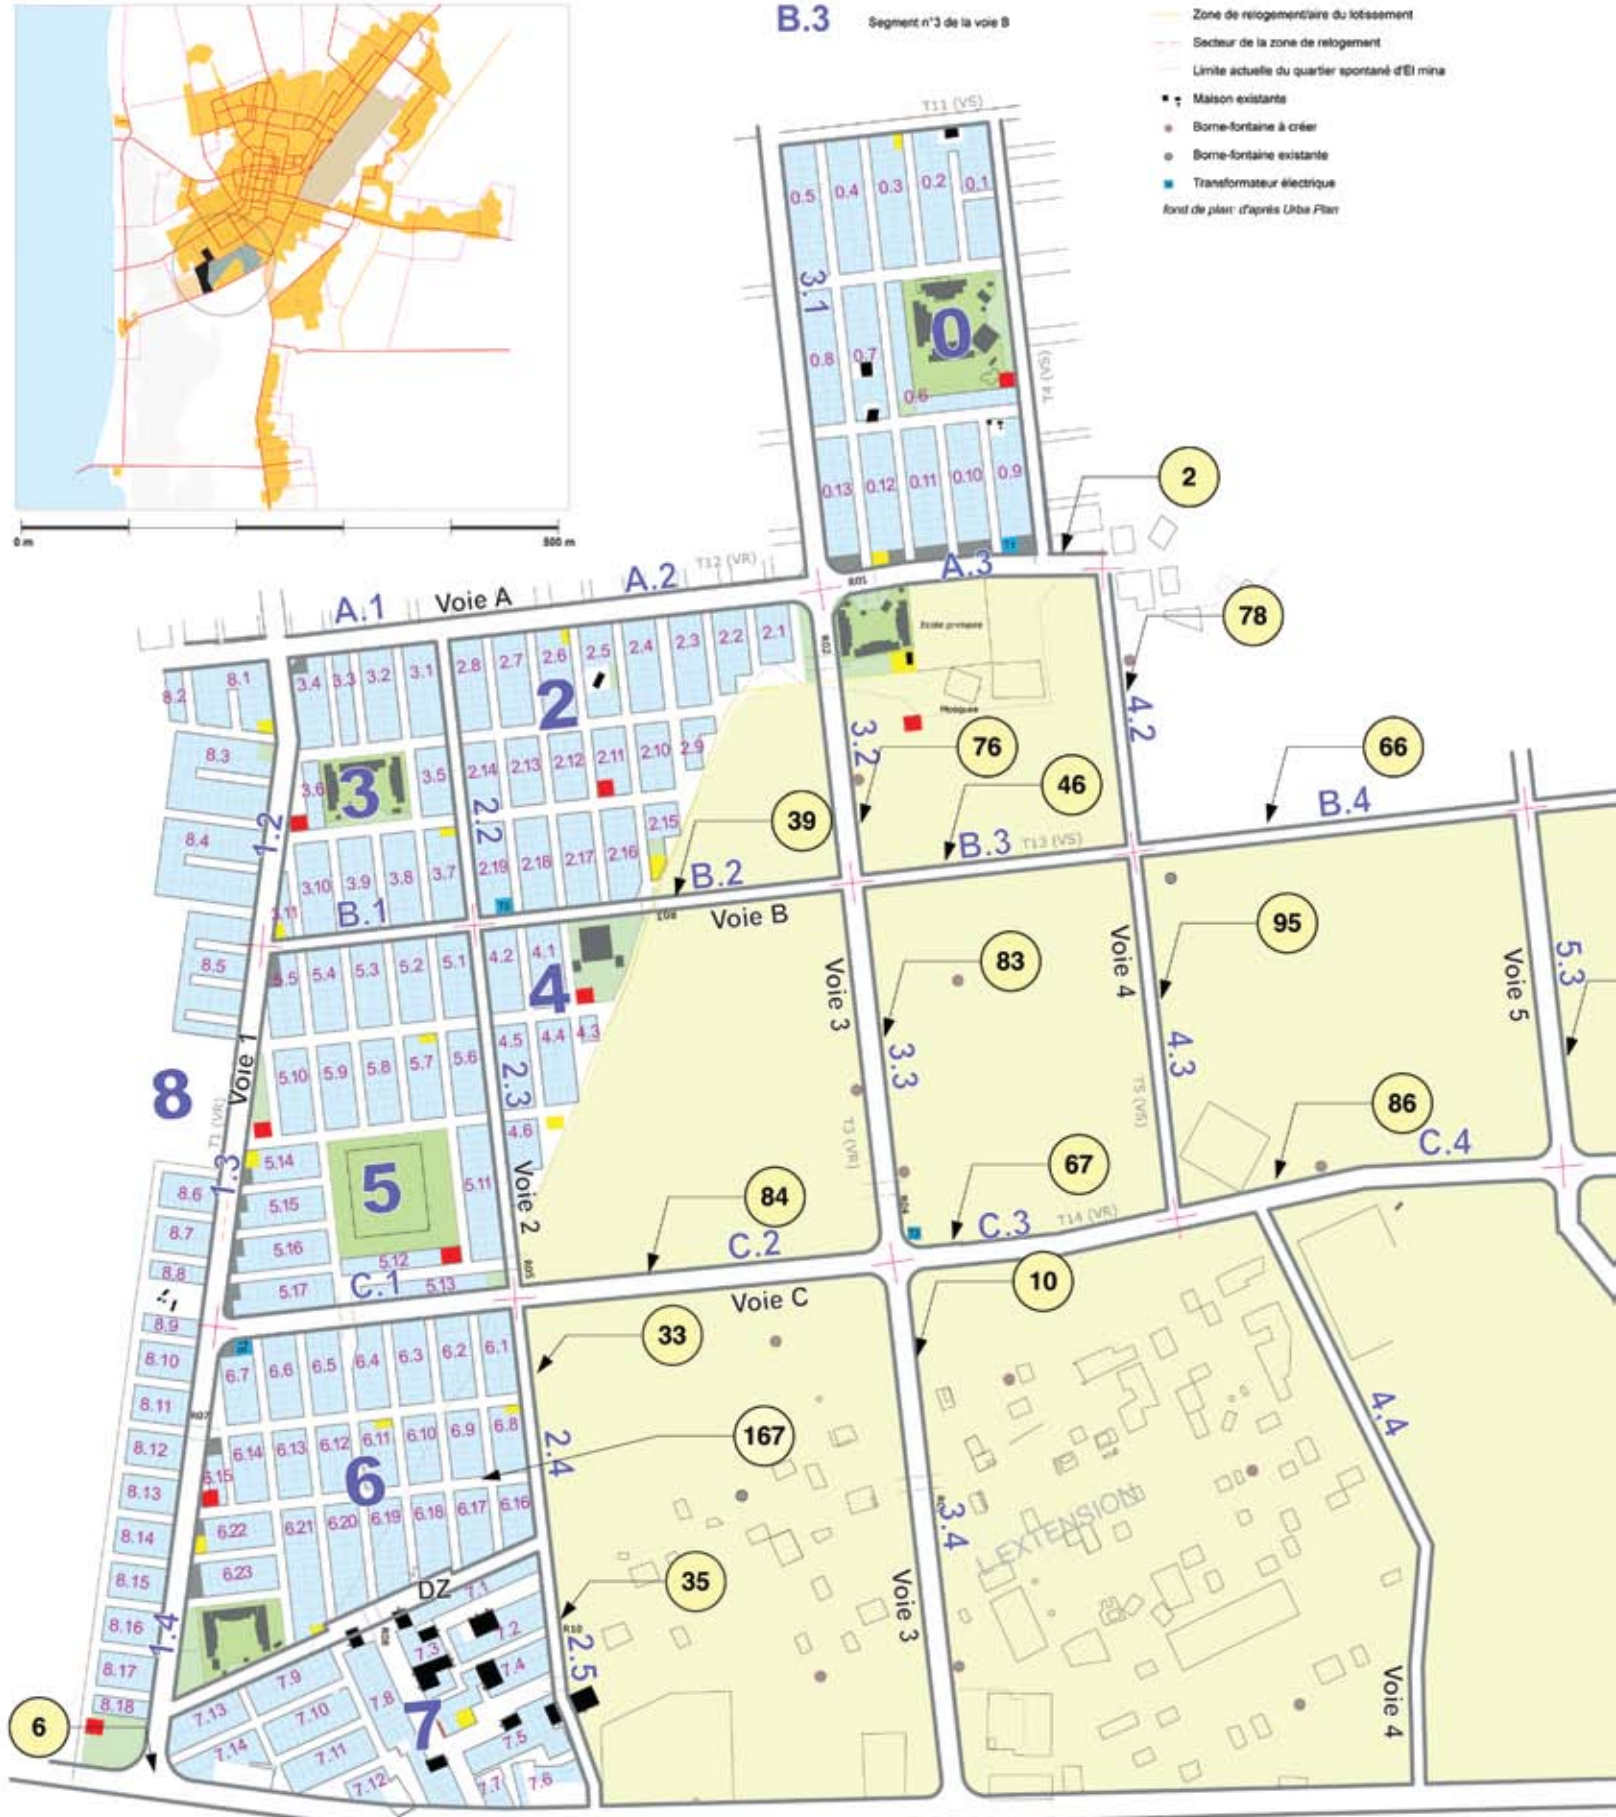 B.3 Segment n°3 de la voie B
Zone de relogement/aire du lotissement
Secteur de la zone de relogement
Limite actuelle du quartier spontané d'El mina
Maison existante
Borne-fontaine à créer
Borne-fontaine existante
Transformateur électrique
fond de plan: d'après Urba Plan
0 m
500 m
T11 (VS)
0.5 0.4 0.3 0.2 0.1
3.1
0
0.8 0.7
0.6
T4 (VS)
0.13 0.12 0.11 0.10 0.9
2
A.1 Voie A A.2 T12 (VR) R01 A.3
78
8.2 8.1 3.4 3.3 3.2 3.1 2.8 2.7 2.6 2.5 2.4 2.3 2.2 2.1
R02
Ecole primaire
2
Mosquee
4.2
8.3 3.6 3 3.5 2.14 2.13 2.12 2.11 2.10 2.9
3.2
76
66
46
39
1.2 2.2
2.15
B.4
8.4 3.10 3.9 3.8 3.7 2.19 2.18 2.17 2.16
B.3 T13 (VS)
B.2
3.11 B.1
R03 Voie B
95
8.5 5.5 5.4 5.3 5.2 5.1 4.2 4.1
4
83
Voie 3 Voie 4 Voie 5 5.3
4.5 4.4 4.3
Voie 1
5.10 5.9 5.8 5.7 5.6
2.3 3.3 4.3
8
T1 (VR)
T3 (VR)
T5 (VS)
86
4.6
C.4
1.3 5.14
5
5.11
Voie 2
67
8.6 5.15
84
R04
C.3 T14 (VR)
8.7 5.16
5.12
C.2
8.8 5.17 C.1 5.13
R05
10
Voie C
8.9
33
8.10 6.7 6.6 6.5 6.4 6.3 6.2 6.1
8.11
R07
4.4
8.12 6.14 6.13 6.12 6.11 6.10 6.9 6.8
167
2.4
6.15
6
8.13
6.22 6.21 6.20 6.19 6.18 6.17 6.16
3.4
L'EXTENSION
8.14
6.23
8.15
DZ 7.1
35
Voie 3
8.16 1.4
R08
7.2
R10
2.5
7.3
8.17 7.9 7.4
Voie 4
8.18
7.13 7.10 7.8
7
6
7.14 7.11 7.5
7.12 7.7 7.6